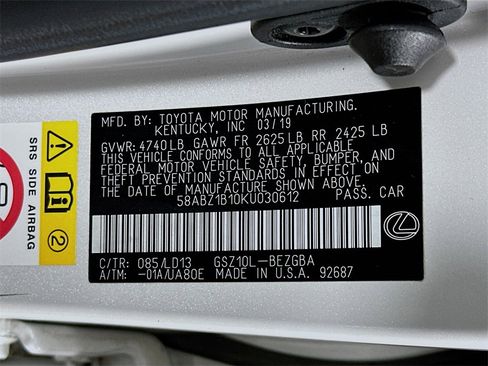 MFD. BY: TOYOTA MOTOR MANUFACTURING.
KENTUCKY, INC 03/19
GVWR: 4740LB GAWR FR 2625LB RR 2425 LB
THIS VEHICLE CONFORMS TO ALL APPLICABLE
FEDERAL MOTOR VEHICLE SAFETY, BUMPER, AND
THEFT PREVENTION STANDARDS IN EFFECT ON
THE DATE OF MANUFACTURE SHOWN ABOVE.
58ABZ1B10KU030612 PASS. CAR
C/TR: 085/LD13 GSZ10L-BEZGBA
A/TM: -01A/UA80E MADE IN U.S.A. 92687
SRS SIDE AIRBAG
2